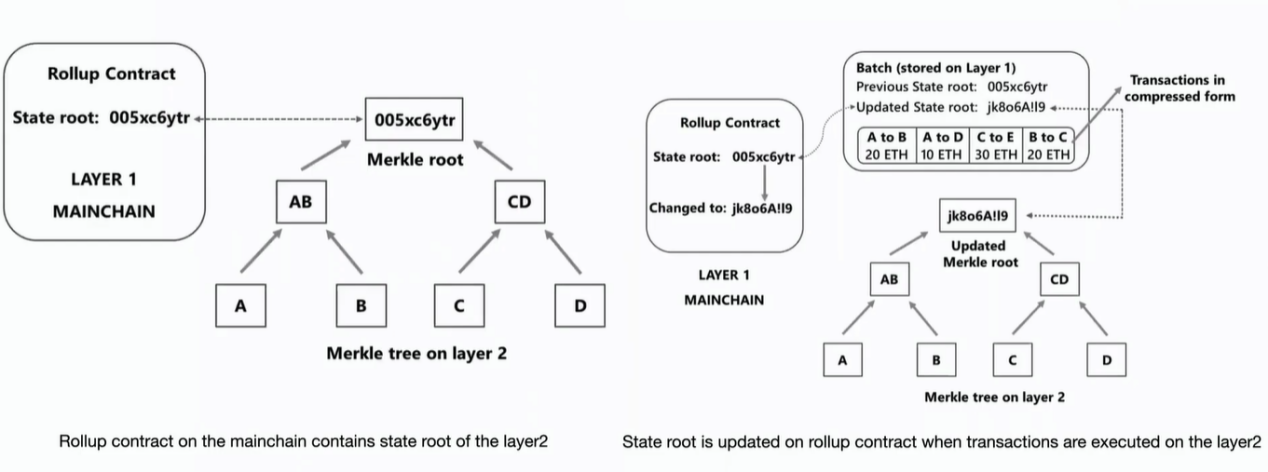 Rollup Contract
State root: 005xc6ytr
LAYER 1
MAINCHAIN
005xc6ytr
Merkle root
AB
CD
A
B
C
D
Merkle tree on layer 2
Rollup contract on the mainchain contains state root of the layer2
Rollup Contract
State root: 005xc6ytr
Changed to: jk8o6A!l9
LAYER 1
MAINCHAIN
Batch (stored on Layer 1)
Previous State root: 005xc6ytr
Updated State root: jk8o6A!l9
A to B A to D C to E B to C
20 ETH 10 ETH 30 ETH 20 ETH
Transactions in
compressed form
jk8o6A!l9
Updated
Merkle root
AB
CD
A
B
C
D
Merkle tree on layer 2
State root is updated on rollup contract when transactions are executed on the layer2